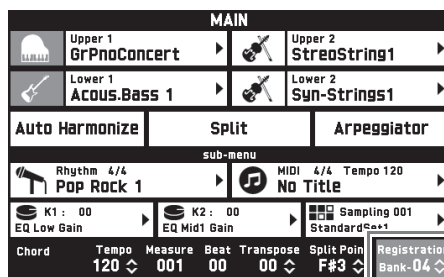 MAIN
Upper 1
GrPnoConcert
Upper 2
StreoString1
Lower 1
Acous.Bass 1
Lower 2
Syn-Strings1
Auto Harmonize
Split
Arpeggiator
sub-menu
Rhythm 4/4
Pop Rock 1
MIDI 4/4 Tempo 120
No Title
K1 : 00
EQ Low Gain
K2 : 00
EQ Mid1 Gain
Sampling 001
StandardSet1
Chord Tempo Measure Beat Transpose Split Poin Registration
120 001 00 00 F#3 Bank-04